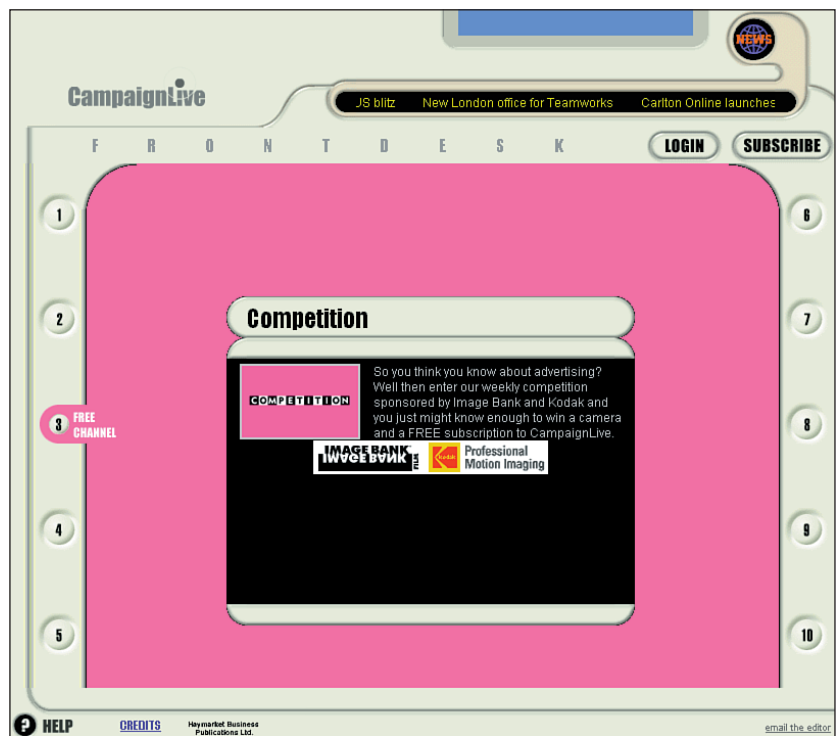 NEWS
CampaignLive
JS blitz New London office for Teamworks Carlton Online launches
FRONTDESK
LOGIN
SUBSCRIBE
1
6
2
7
Competition
So you think you know about advertising?
COMPETITION
Well then enter our weekly competition
sponsored by Image Bank and Kodak and
you just might know enough to win a camera
and a FREE subscription to CampaignLive.
3 FREE
CHANNEL
8
IMAGE BANK
FILM
Kodak
Professional
Motion Imaging
4
9
5
10
? HELP
CREDITS
Haymarket Business
Publications Ltd.
email the editor